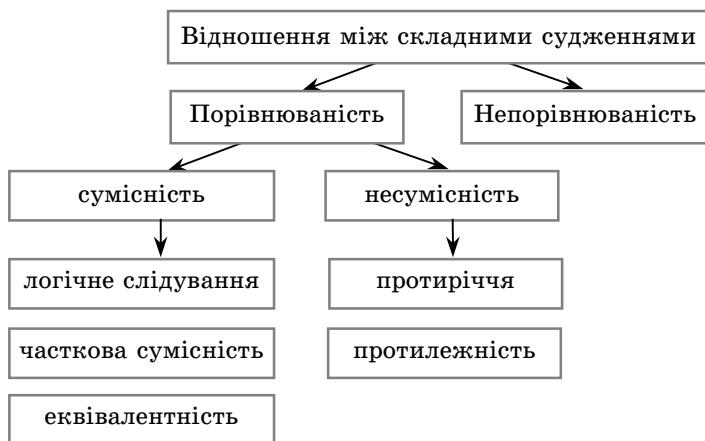 Відношення між складними судженнями
Порівнюваність
Непорівнюваність
сумісність
несумісність
логічне слідування
протиріччя
часткова сумісність
протилежність
еквівалентність